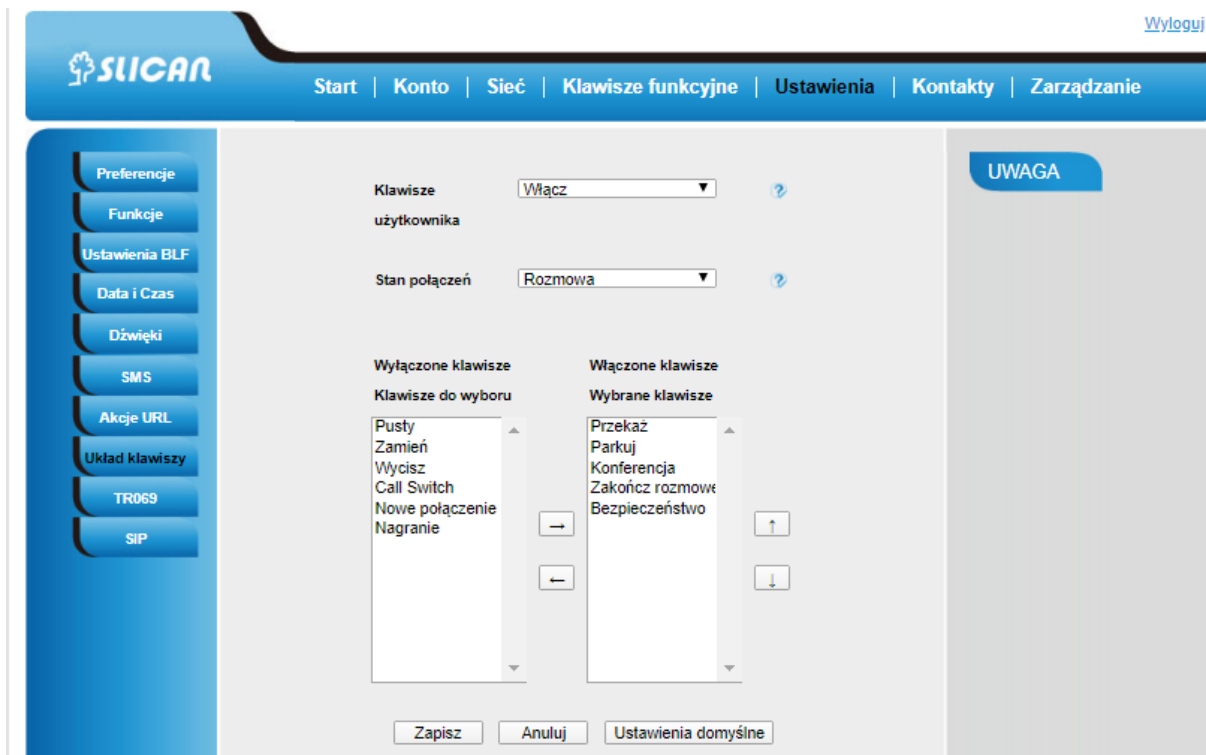 Wyloguj
SLICAN
Start | Konto | Sieć | Klawisze funkcyjne | Ustawienia | Kontakty | Zarządzanie
Preferencje
Funkcje
Ustawienia BLF
Data i Czas
Dźwięki
SMS
Akcje URL
Układ klawiszy
TR069
SIP
Klawisze użytkownika
Włącz
Stan połączeń
Rozmowa
Wyłączone klawisze
Klawisze do wyboru
Pusty
Zamień
Wycisz
Call Switch
Nowe połączenie
Nagranie
→
←
Włączone klawisze
Wybrane klawisze
Przekaż
Parkuj
Konferencja
Zakończ rozmowe
Bezpieczeństwo
↑
↓
Zapisz
Anuluj
Ustawienia domyślne
UWAGA